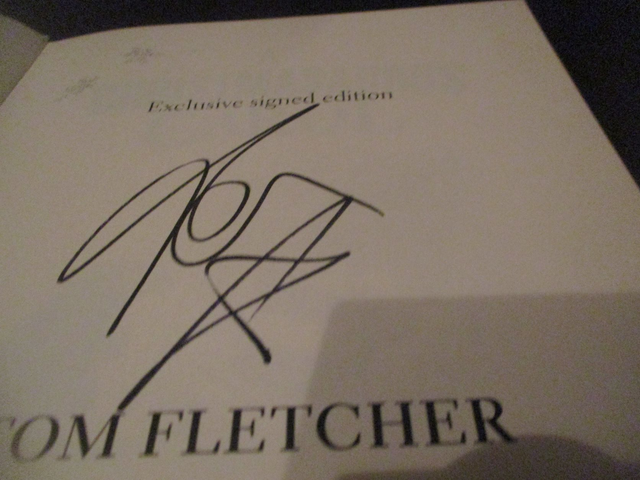 Exclusive signed edition
TOM FLETCHER